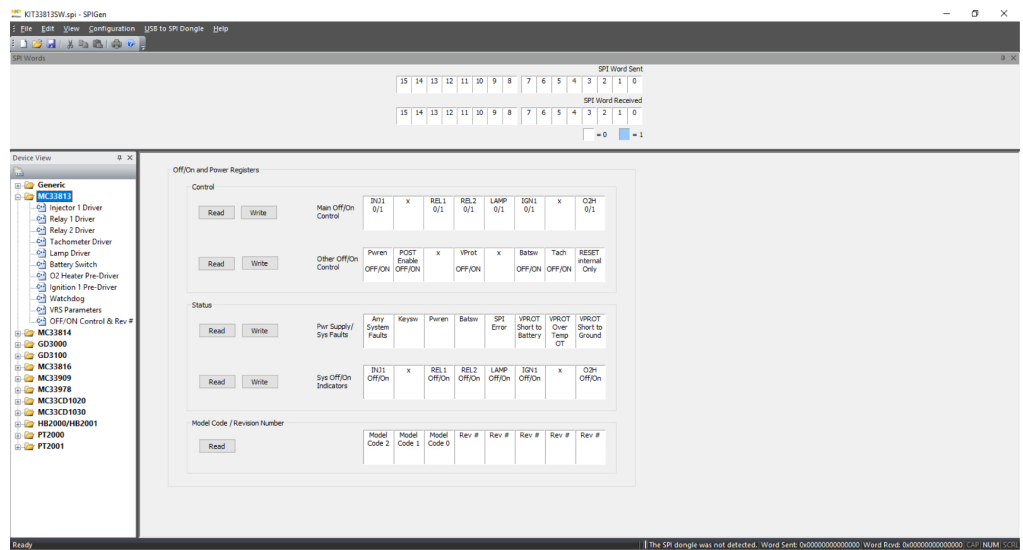 KIT33813SW.spi - SPIGen
File Edit View Configuration USB to SPI Dongle Help
SPI Words
SPI Word Sent
15 14 13 12 11 10 9 8 7 6 5 4 3 2 1 0
SPI Word Received
15 14 13 12 11 10 9 8 7 6 5 4 3 2 1 0
= 0 = 1
Device View
Generic
MC33813
Injector 1 Driver
Relay 1 Driver
Relay 2 Driver
Tachometer Driver
Lamp Driver
Battery Switch
O2 Heater Pre-Driver
Ignition 1 Pre-Driver
Watchdog
VRS Parameters
OFF/ON Control & Rev #
MC33814
GD3000
GD3100
MC33816
MC33909
MC33978
MC33CD1020
MC33CD1030
HB2000/HB2001
PT2000
PT2001
Off/On and Power Registers
Control
Read Write
Main Off/On
Control
INJ1 x REL1 REL2 LAMP IGN1 x O2H
0/1 0/1 0/1 0/1 0/1 0/1
Read Write
Other Off/On
Control
Pwren POST x VProt x Batsw Tach RESET
Enable internal
OFF/ON OFF/ON OFF/ON OFF/ON OFF/ON Only
Status
Read Write
Pwr Supply/
Sys Faults
Any Keysw Pwren Batsw SPI VPROT VPROT VPROT
System Error Short to Over Short to
Faults Battery Temp Ground
OT
Read Write
Sys Off/On
Indicators
INJ1 x REL1 REL2 LAMP IGN1 x O2H
Off/On Off/On Off/On Off/On Off/On Off/On
Model Code / Revision Number
Read
Model Model Model Rev # Rev # Rev # Rev # Rev #
Code 2 Code 1 Code 0
Ready
The SPI dongle was not detected. Word Sent: 0x00000000000000 Word Rcvd: 0x00000000000000 CAP NUM SCRL